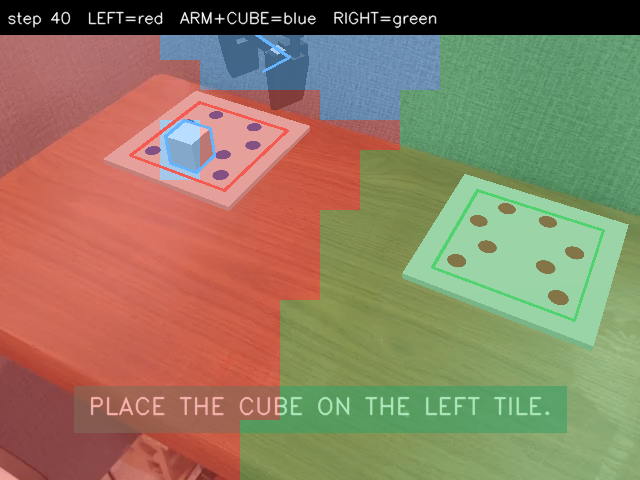 step 40 LEFT=red ARM+CUBE=blue RIGHT=green
PLACE THE CUBE ON THE LEFT TILE.